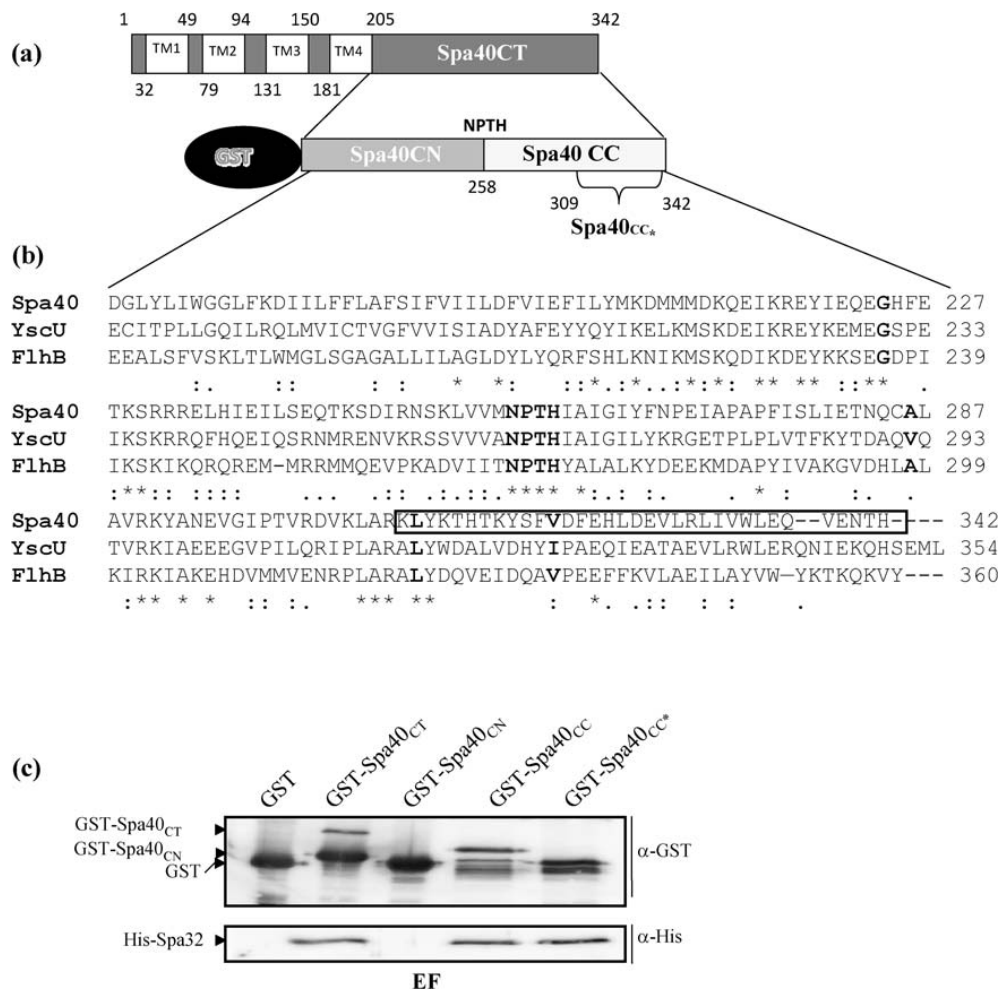 1 49 94 150 205 342
(a) TM1 TM2 TM3 TM4 Spa40CT
32 79 131 181
NPTH
GST Spa40CN Spa40 CC
258 309 342
Spa40CC*
(b)
Spa40 DGLYLIWGGLFKDIILFFLAFSIFVIILDFVIEFILYMKDMMMDKQEIKREYIEQEGHFE 227
YscU ECITPLLGQILRQLMVICTVGFVVISIADYAFEYYQYIKELKMSKDEIKREYKEMEGSPE 233
FlhB EEALSFVSKLTLWMGLSGAGALLILAGLDYLYQRFSHLKNIKMSKQDIKDEYKKSEGDPI 239
:. :: : : * *: ::*: *.:: *: ** **: ** .
Spa40 TKSRRRELHIEILSEQTKSDIRNSKLVVMNPTHIAIGIYFNPEIAPAPFISLIETNQCAL 287
YscU IKSKRRQFHQEIQSRNMRENVKRSSVVVANPTHIAIGILYKRGETPLPLVTFKYTDAQVQ 293
FlhB IKSKIKQRQREM-MRRMMQEVPKADVIITNPTHYALALKYDEEKMDAPYIVAKGVDHLAL 299
:**: :: : *: .. .: ..::: **** *:.: :. * : .: .
Spa40 AVRKYANEVGIPTVRDVKLARKLYKTHTKYSFVDFEHLDEVLRLIVWLEQ--VENTH---- 342
YscU TVRKIAEEEGVPILQRIPLARALYWDALVDHYIPAEQIEATAEVLRWLERQNIEKQHSEML 354
FlhB KIRKIAKEHDVMMVENRPLARALYDQVEIDQAVPEEFFKVLAEILAYVW-YKTKQKVY--- 360
:** * * :: :. *** ** : *.. .:: :: .
(c) GST GST-Spa40CT GST-Spa40CN GST-Spa40CC GST-Spa40CC*
GST-Spa40CT
GST-Spa40CN
GST
α-GST
His-Spa32 α-His
EF